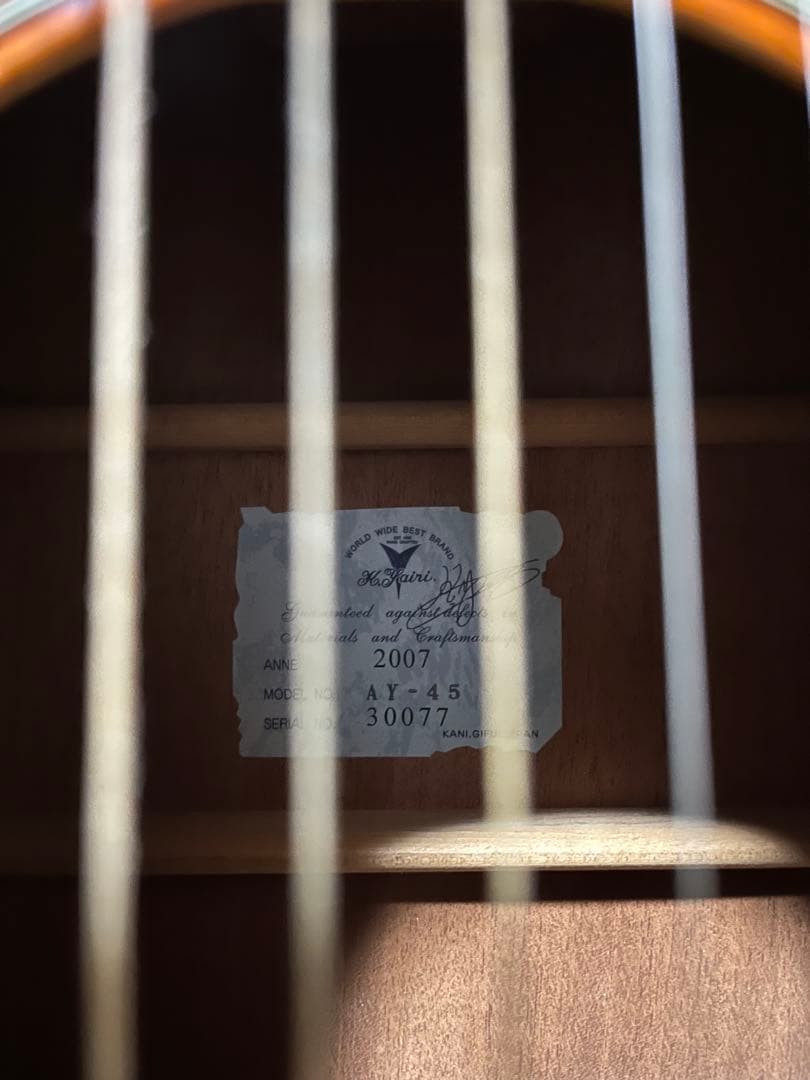 WORLD WIDE BEST BRAND
K.Yairi.
Guaranteed against defects in
Materials and Craftsmanship
ANNE 2007
MODEL NO. AY-45
SERIAL NO. 30077
KANI,GIFU,JAPAN